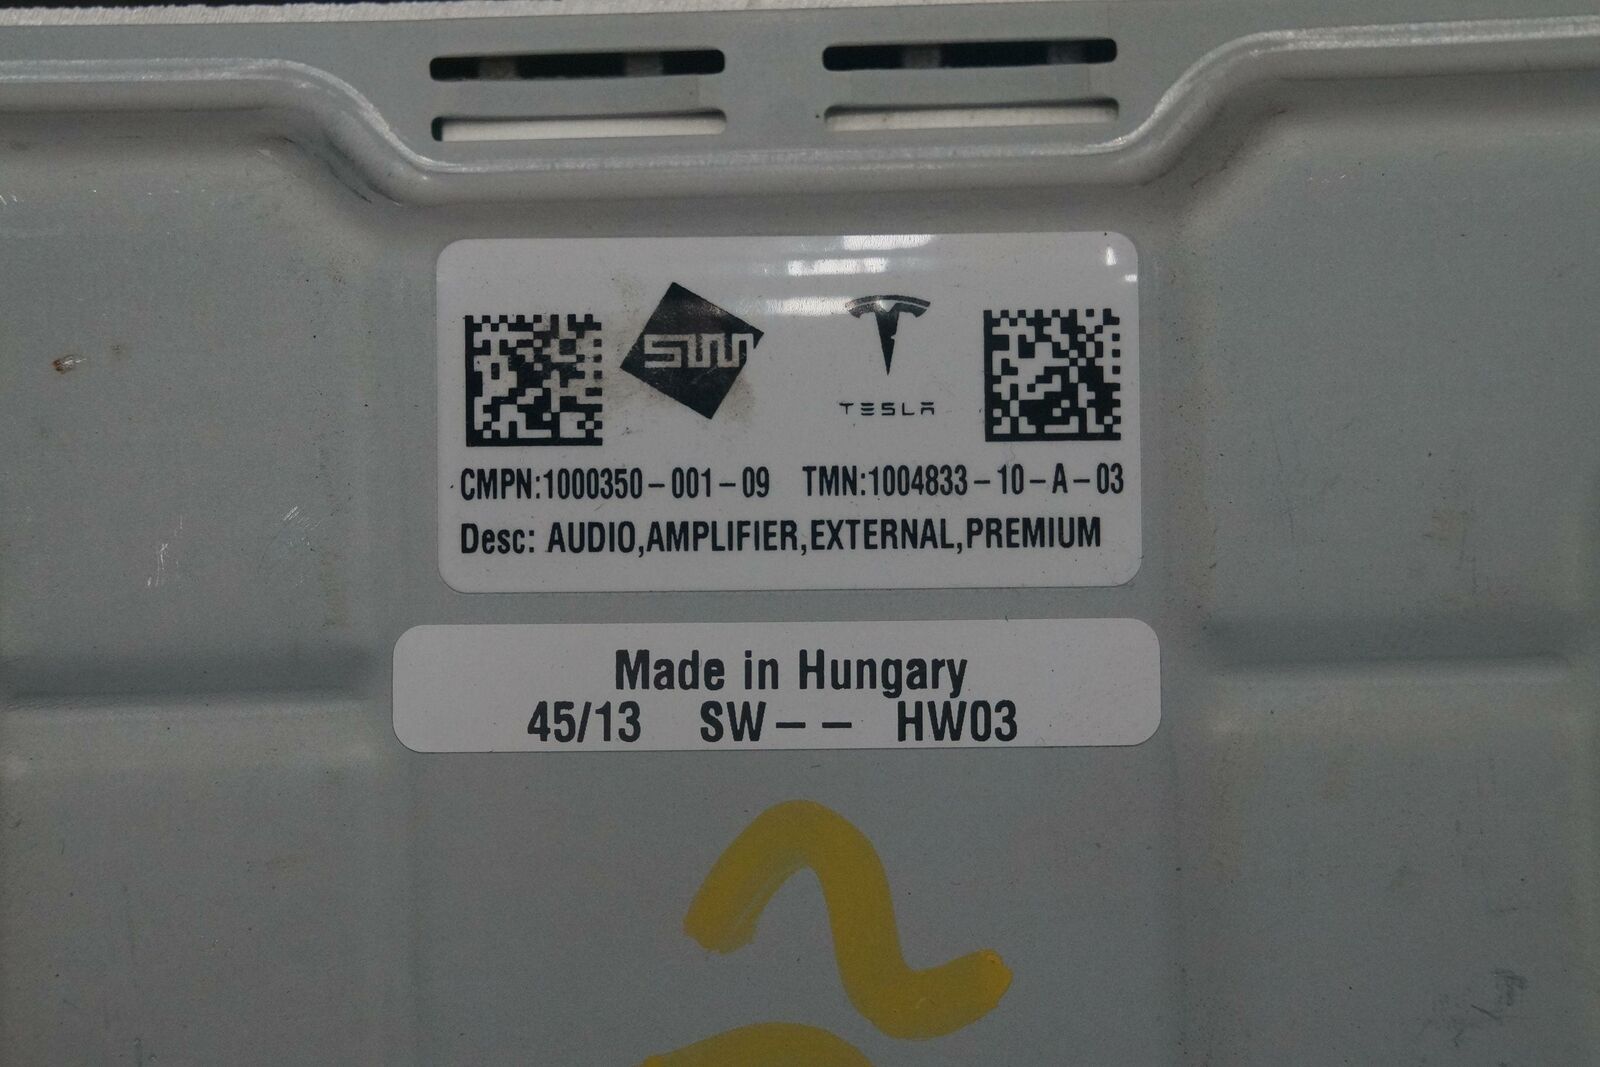 TESLA
CMPN:1000350-001-09 TMN:1004833-10-A-03
Desc: AUDIO,AMPLIFIER,EXTERNAL,PREMIUM
Made in Hungary
45/13 SW-- HW03